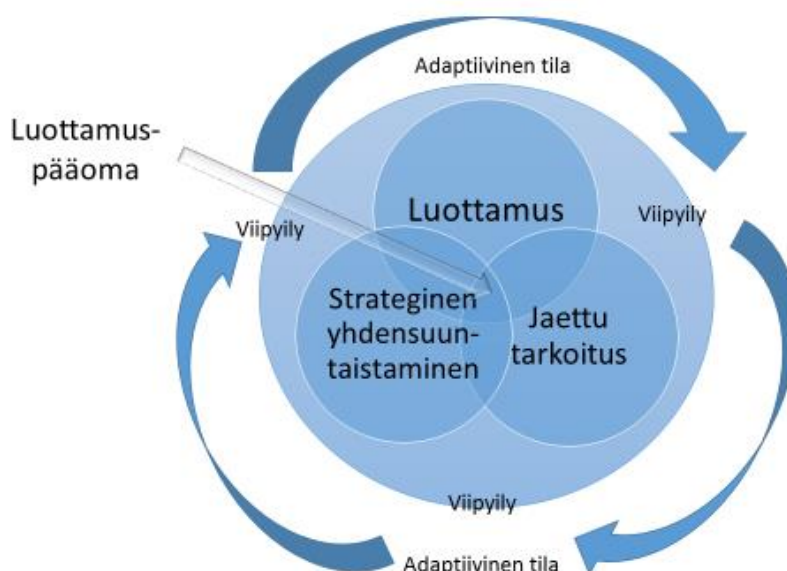 Adaptiivinen tila
Luottamus-
pääoma
Luottamus
Viipyily
Viipyily
Strateginen
yhdensuun-
taistaminen
Jaettu
tarkoitus
Viipyily
Adaptiivinen tila